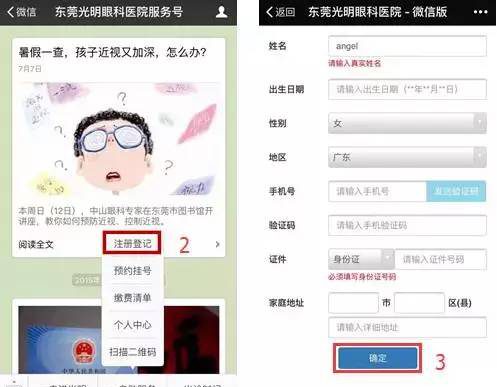 微信
东莞光明眼科医院服务号
暑假一查，孩子近视又加深，怎么办？
7月7日
本周日（12日），中山眼科专家在东莞市图书馆开
讲座，教你如何预防近视、控制近视。
阅读全文
注册登记
2
预约挂号
缴费清单
个人中心
扫描二维码
中华人民共和国
返回
东莞光明眼科医院 - 微信版
姓名
angel
请输入真实姓名
出生日期
请输入出生日期（**年**月**日）
性别
女
地区
广东
手机号
请输入手机号
发送验证码
验证码
请输入手机验证码
证件
身份证
请输入证件号码
必须填写身份证号码
家庭地址
市
区(县)
请输入详细地址
确定
3